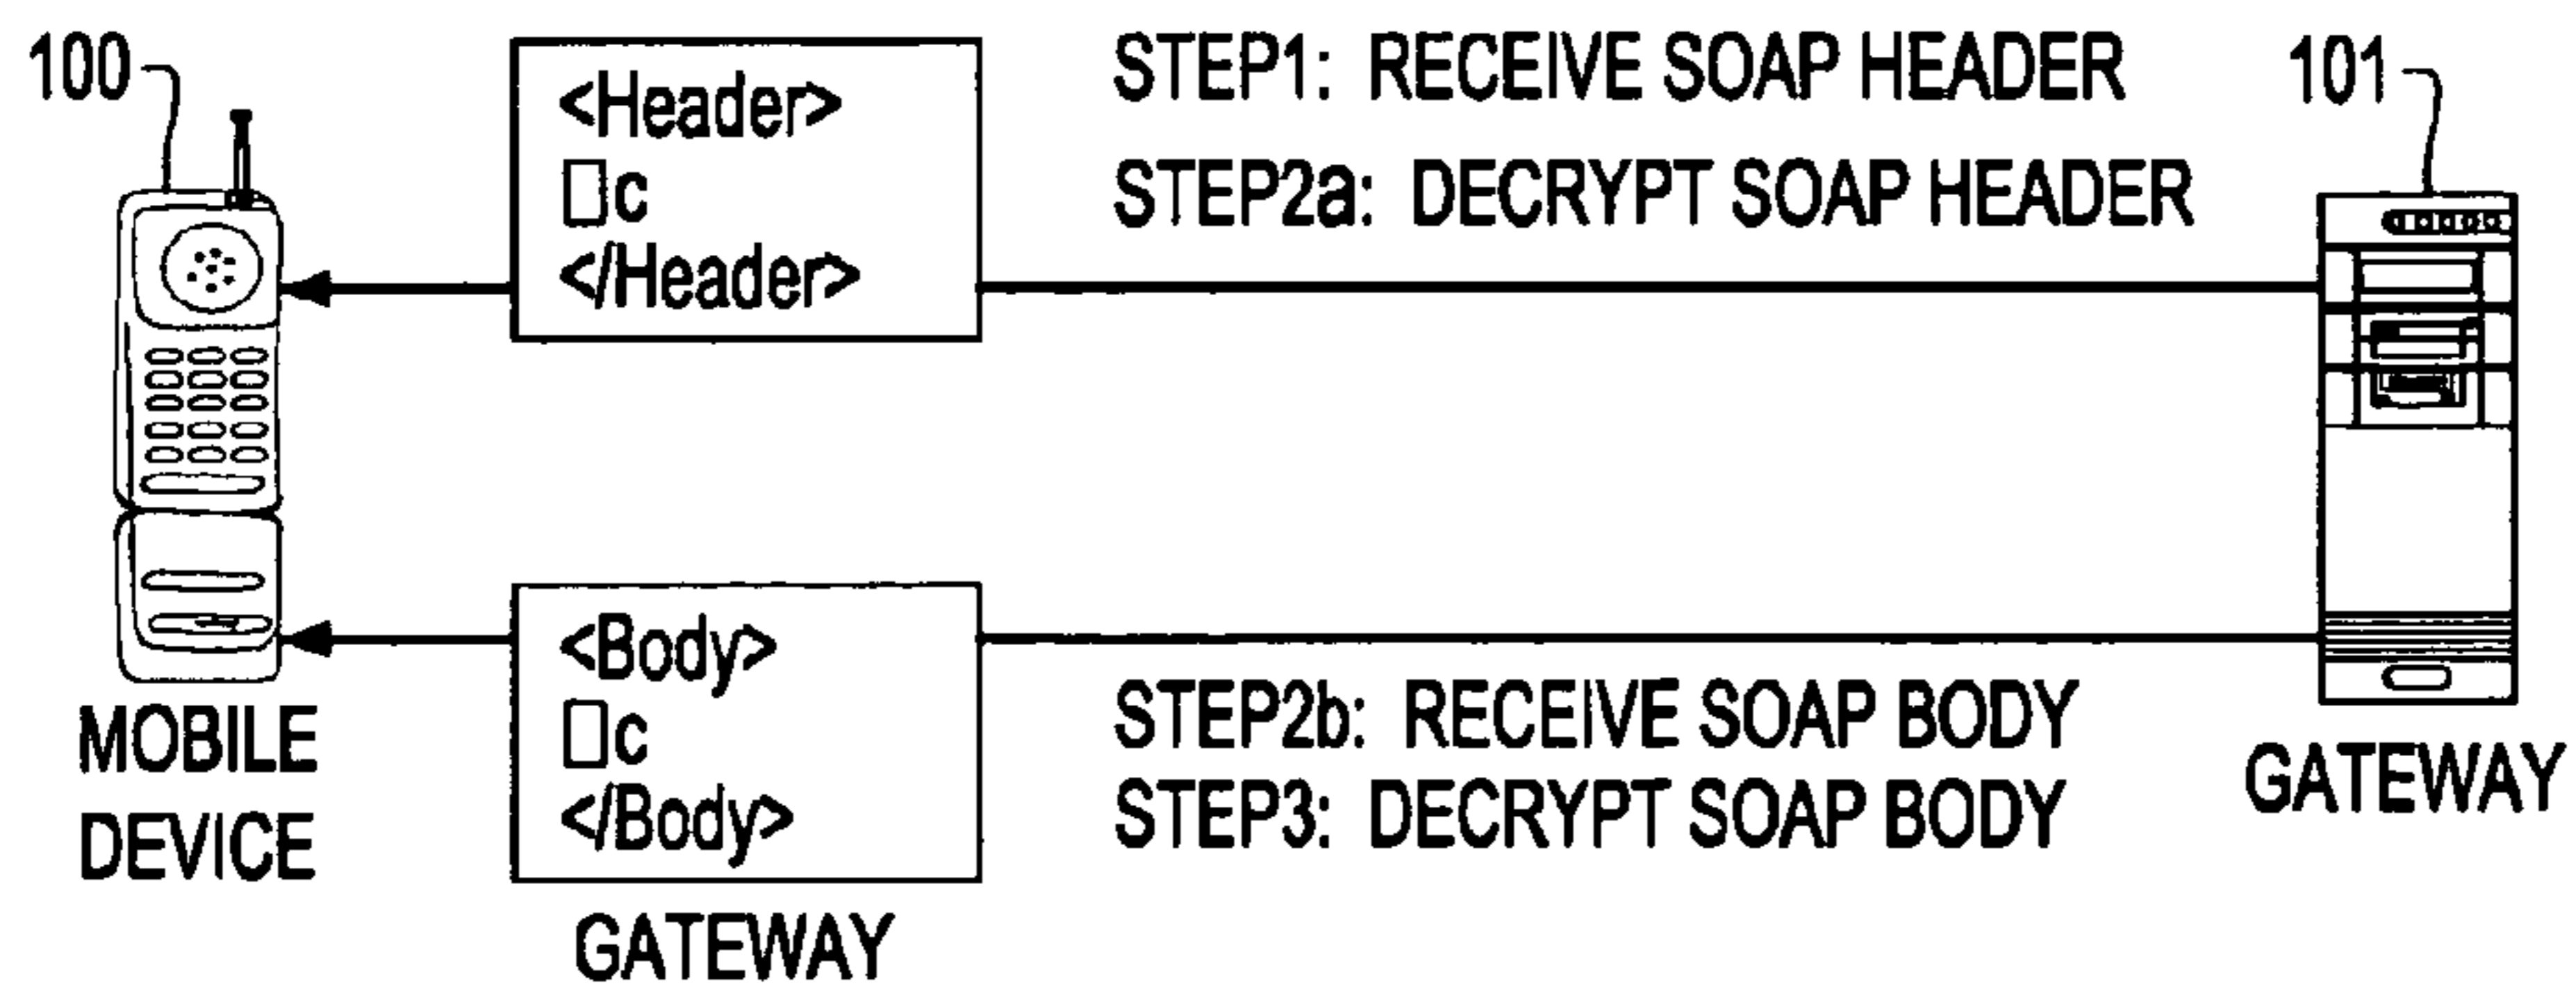 100
<Header>
□c
</Header>
STEP1: RECEIVE SOAP HEADER
STEP2a: DECRYPT SOAP HEADER
101
<Body>
□c
</Body>
STEP2b: RECEIVE SOAP BODY
STEP3: DECRYPT SOAP BODY
MOBILE
DEVICE
GATEWAY
GATEWAY